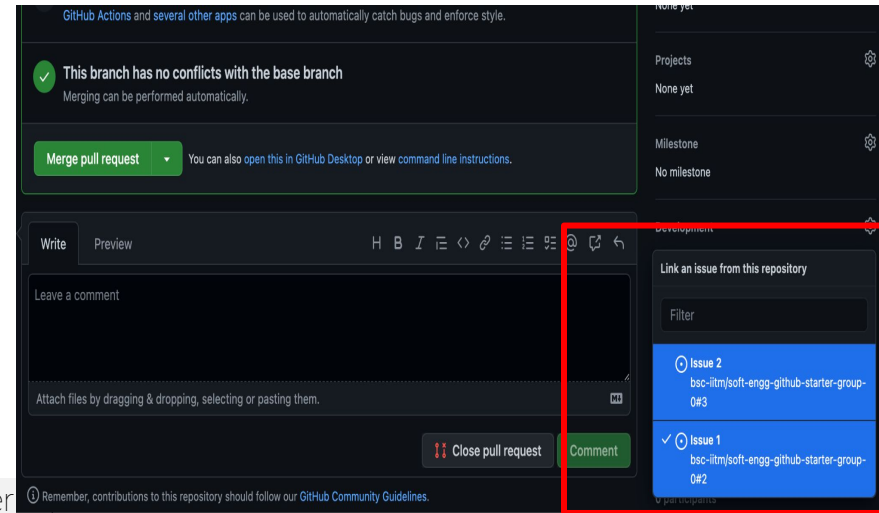 GitHub Actions and several other apps can be used to automatically catch bugs and enforce style.
This branch has no conflicts with the base branch
Merging can be performed automatically.
Merge pull request
You can also open this in GitHub Desktop or view command line instructions.
Write Preview
H B I
Leave a comment
Attach files by dragging & dropping, selecting or pasting them.
Close pull request Comment
er
Remember, contributions to this repository should follow our GitHub Community Guidelines.
None yet
Projects
None yet
Milestone
No milestone
Development
Link an issue from this repository
Filter
Issue 2
bsc-iitm/soft-engg-github-starter-group-
0#3
Issue 1
bsc-iitm/soft-engg-github-starter-group-
0#2
0 participants